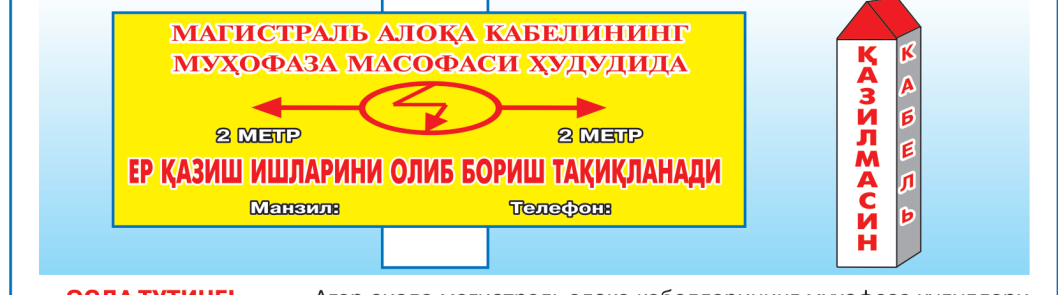 МАГИСТРАЛЬ АЛОҚА КАБЕЛИНИНГ
МУҲОФАЗА МАСОФАСИ ҲУДУДИДА
2 МЕТР
2 МЕТР
ЕР ҚАЗИШ ИШЛАРИНИ ОЛИБ БОРИШ ТАҚИҚЛАНАДИ
Манзил:
Телефон:
ҚАЗИЛМАСИН
КАБЕЛЬ